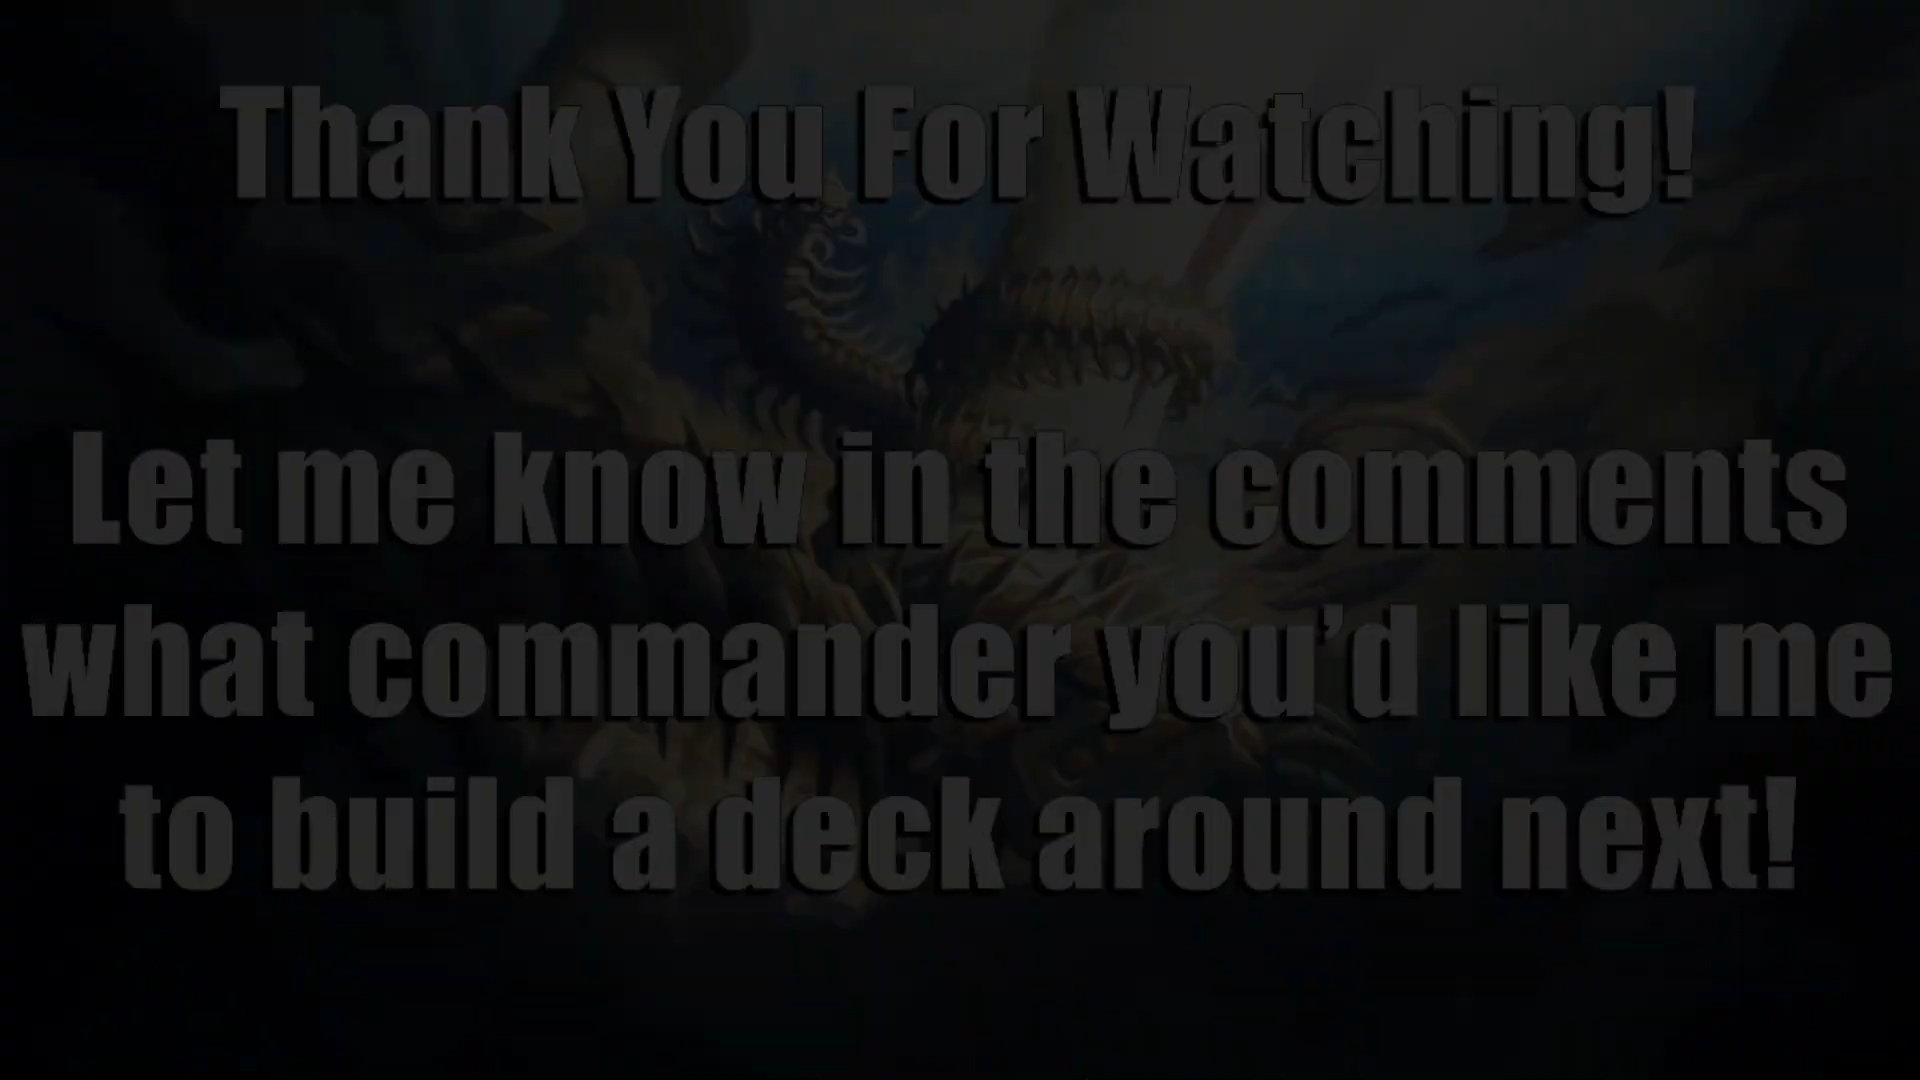 Thank You For Watching!
Let me know in the comments
what commander you’d like me
to build a deck around next!